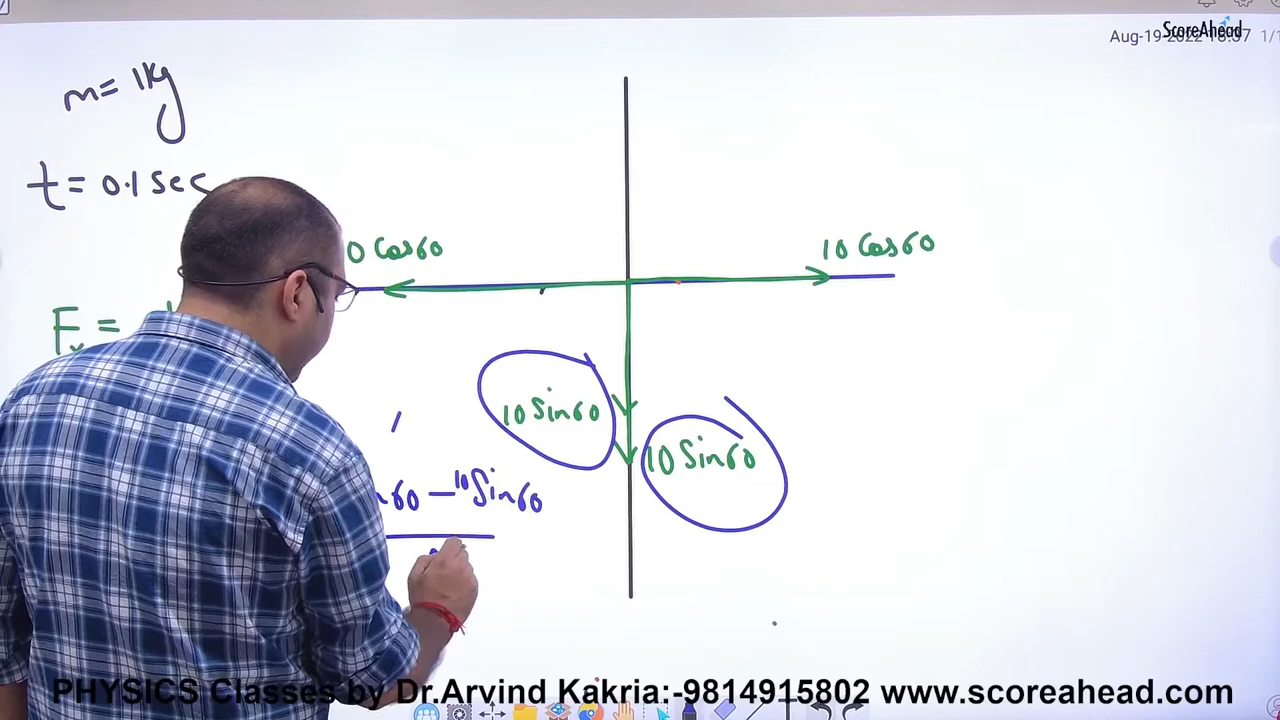 ScoreAhead
Aug-19-2022
m = 1kg
t = 0.1 sec
0 Cos60
10 Cos60
F =
10 Sin60
10 Sin60
60 - 10 Sin60
PHYSICS Classes by Dr.Arvind Kakria:-9814915802 www.scoreahead.com